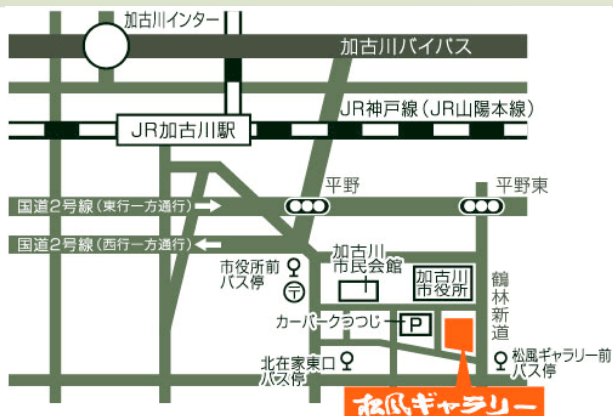 加古川インター
加古川バイパス
JR神戸線(JR山陽本線)
JR加古川駅
平野
平野東
国道2号線(東行一方通行)
国道2号線(西行一方通行)
加古川
市民会館
加古川
市役所
市役所前
バス停
〒
鶴林新道
カーパークつつじ
P
北在家東口
バス停
松風ギャラリー前
バス停
松風ギャラリー